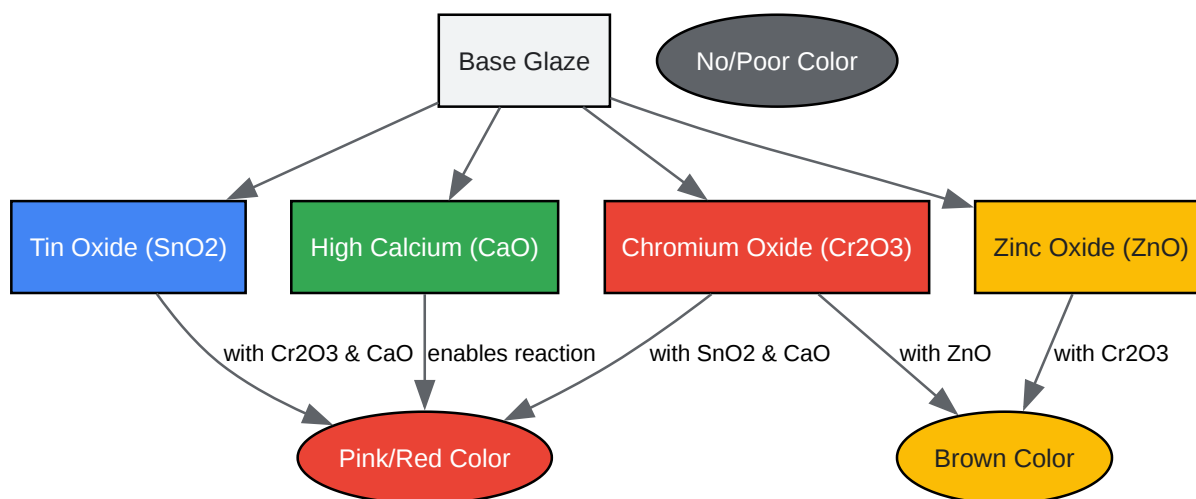 Base Glaze
No/Poor Color
Tin Oxide (SnO2)
High Calcium (CaO)
Chromium Oxide (Cr2O3)
Zinc Oxide (ZnO)
with Cr2O3 & CaO
enables reaction
with SnO2 & CaO
with ZnO
with Cr2O3
Pink/Red Color
Brown Color